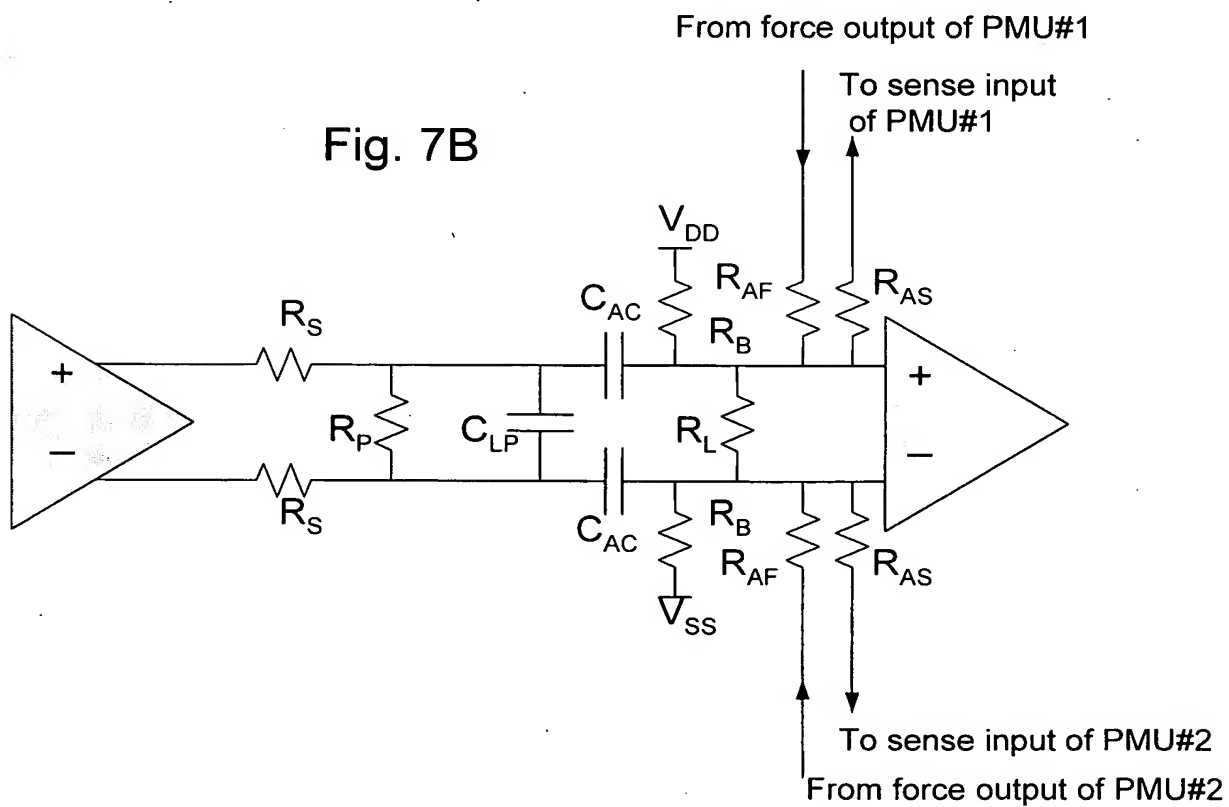 From force output of PMU#1
To sense input
of PMU#1
Fig. 7B
V_DD
R_AF
R_AS
C_AC
R_S
R_B
+
+
R_P
C_LP
R_L
−
−
R_S
C_AC
R_B
R_AF
R_AS
V_SS
To sense input of PMU#2
From force output of PMU#2